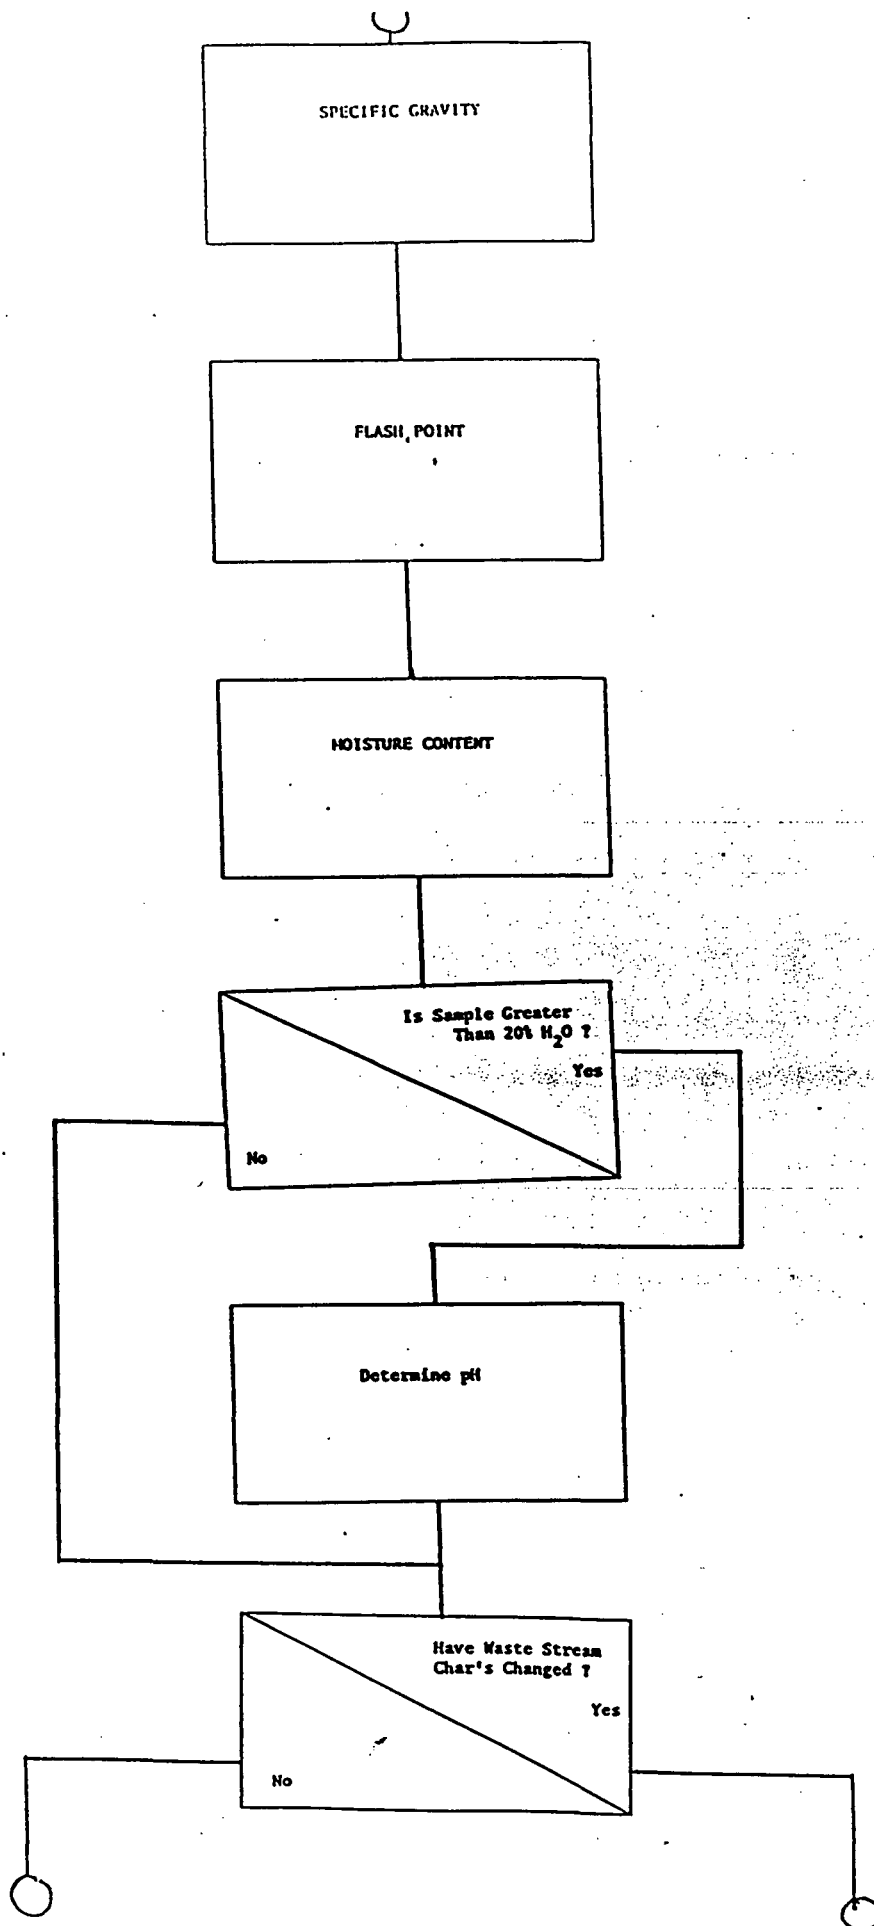 SPECIFIC GRAVITY
FLASH POINT
MOISTURE CONTENT
Is Sample Greater
Than 20% H₂O ?
Yes
No
Determine pH
Have Waste Stream
Char's Changed ?
Yes
No